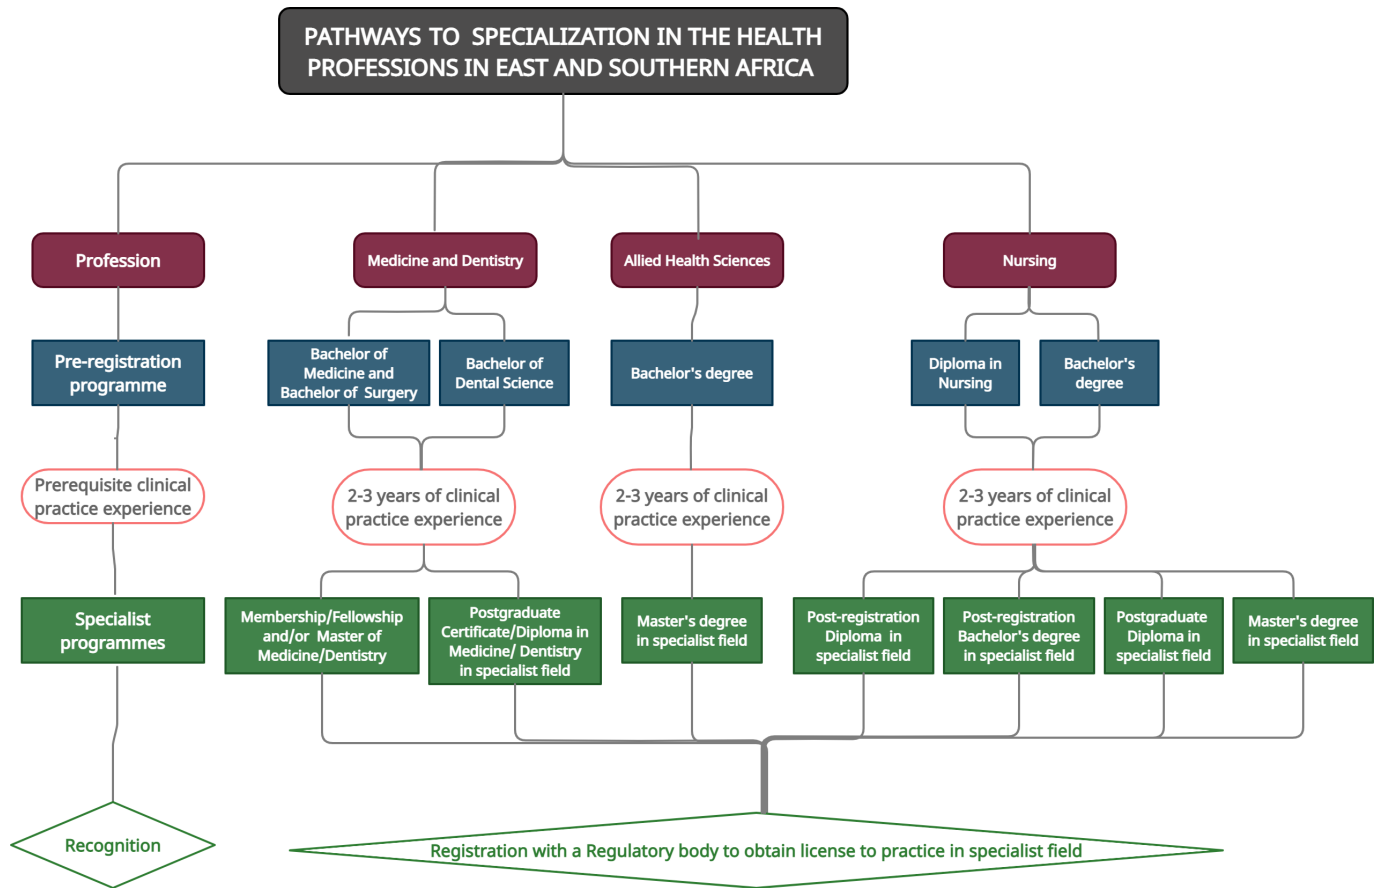 PATHWAYS TO SPECIALIZATION IN THE HEALTH
PROFESSIONS IN EAST AND SOUTHERN AFRICA
Profession
Medicine and Dentistry
Allied Health Sciences
Nursing
Pre-registration
programme
Bachelor of
Medicine and
Bachelor of Surgery
Bachelor of
Dental Science
Bachelor's degree
Diploma in
Nursing
Bachelor's
degree
Prerequisite clinical
practice experience
2-3 years of clinical
practice experience
2-3 years of clinical
practice experience
2-3 years of clinical
practice experience
Specialist
programmes
Membership/Fellowship
and/or Master of
Medicine/Dentistry
Postgraduate
Certificate/Diploma in
Medicine/ Dentistry
in specialist field
Master's degree
in specialist field
Post-registration
Diploma in
specialist field
Post-registration
Bachelor's degree
in specialist field
Postgraduate
Diploma in
specialist field
Master's degree
in specialist field
Recognition
Registration with a Regulatory body to obtain license to practice in specialist field